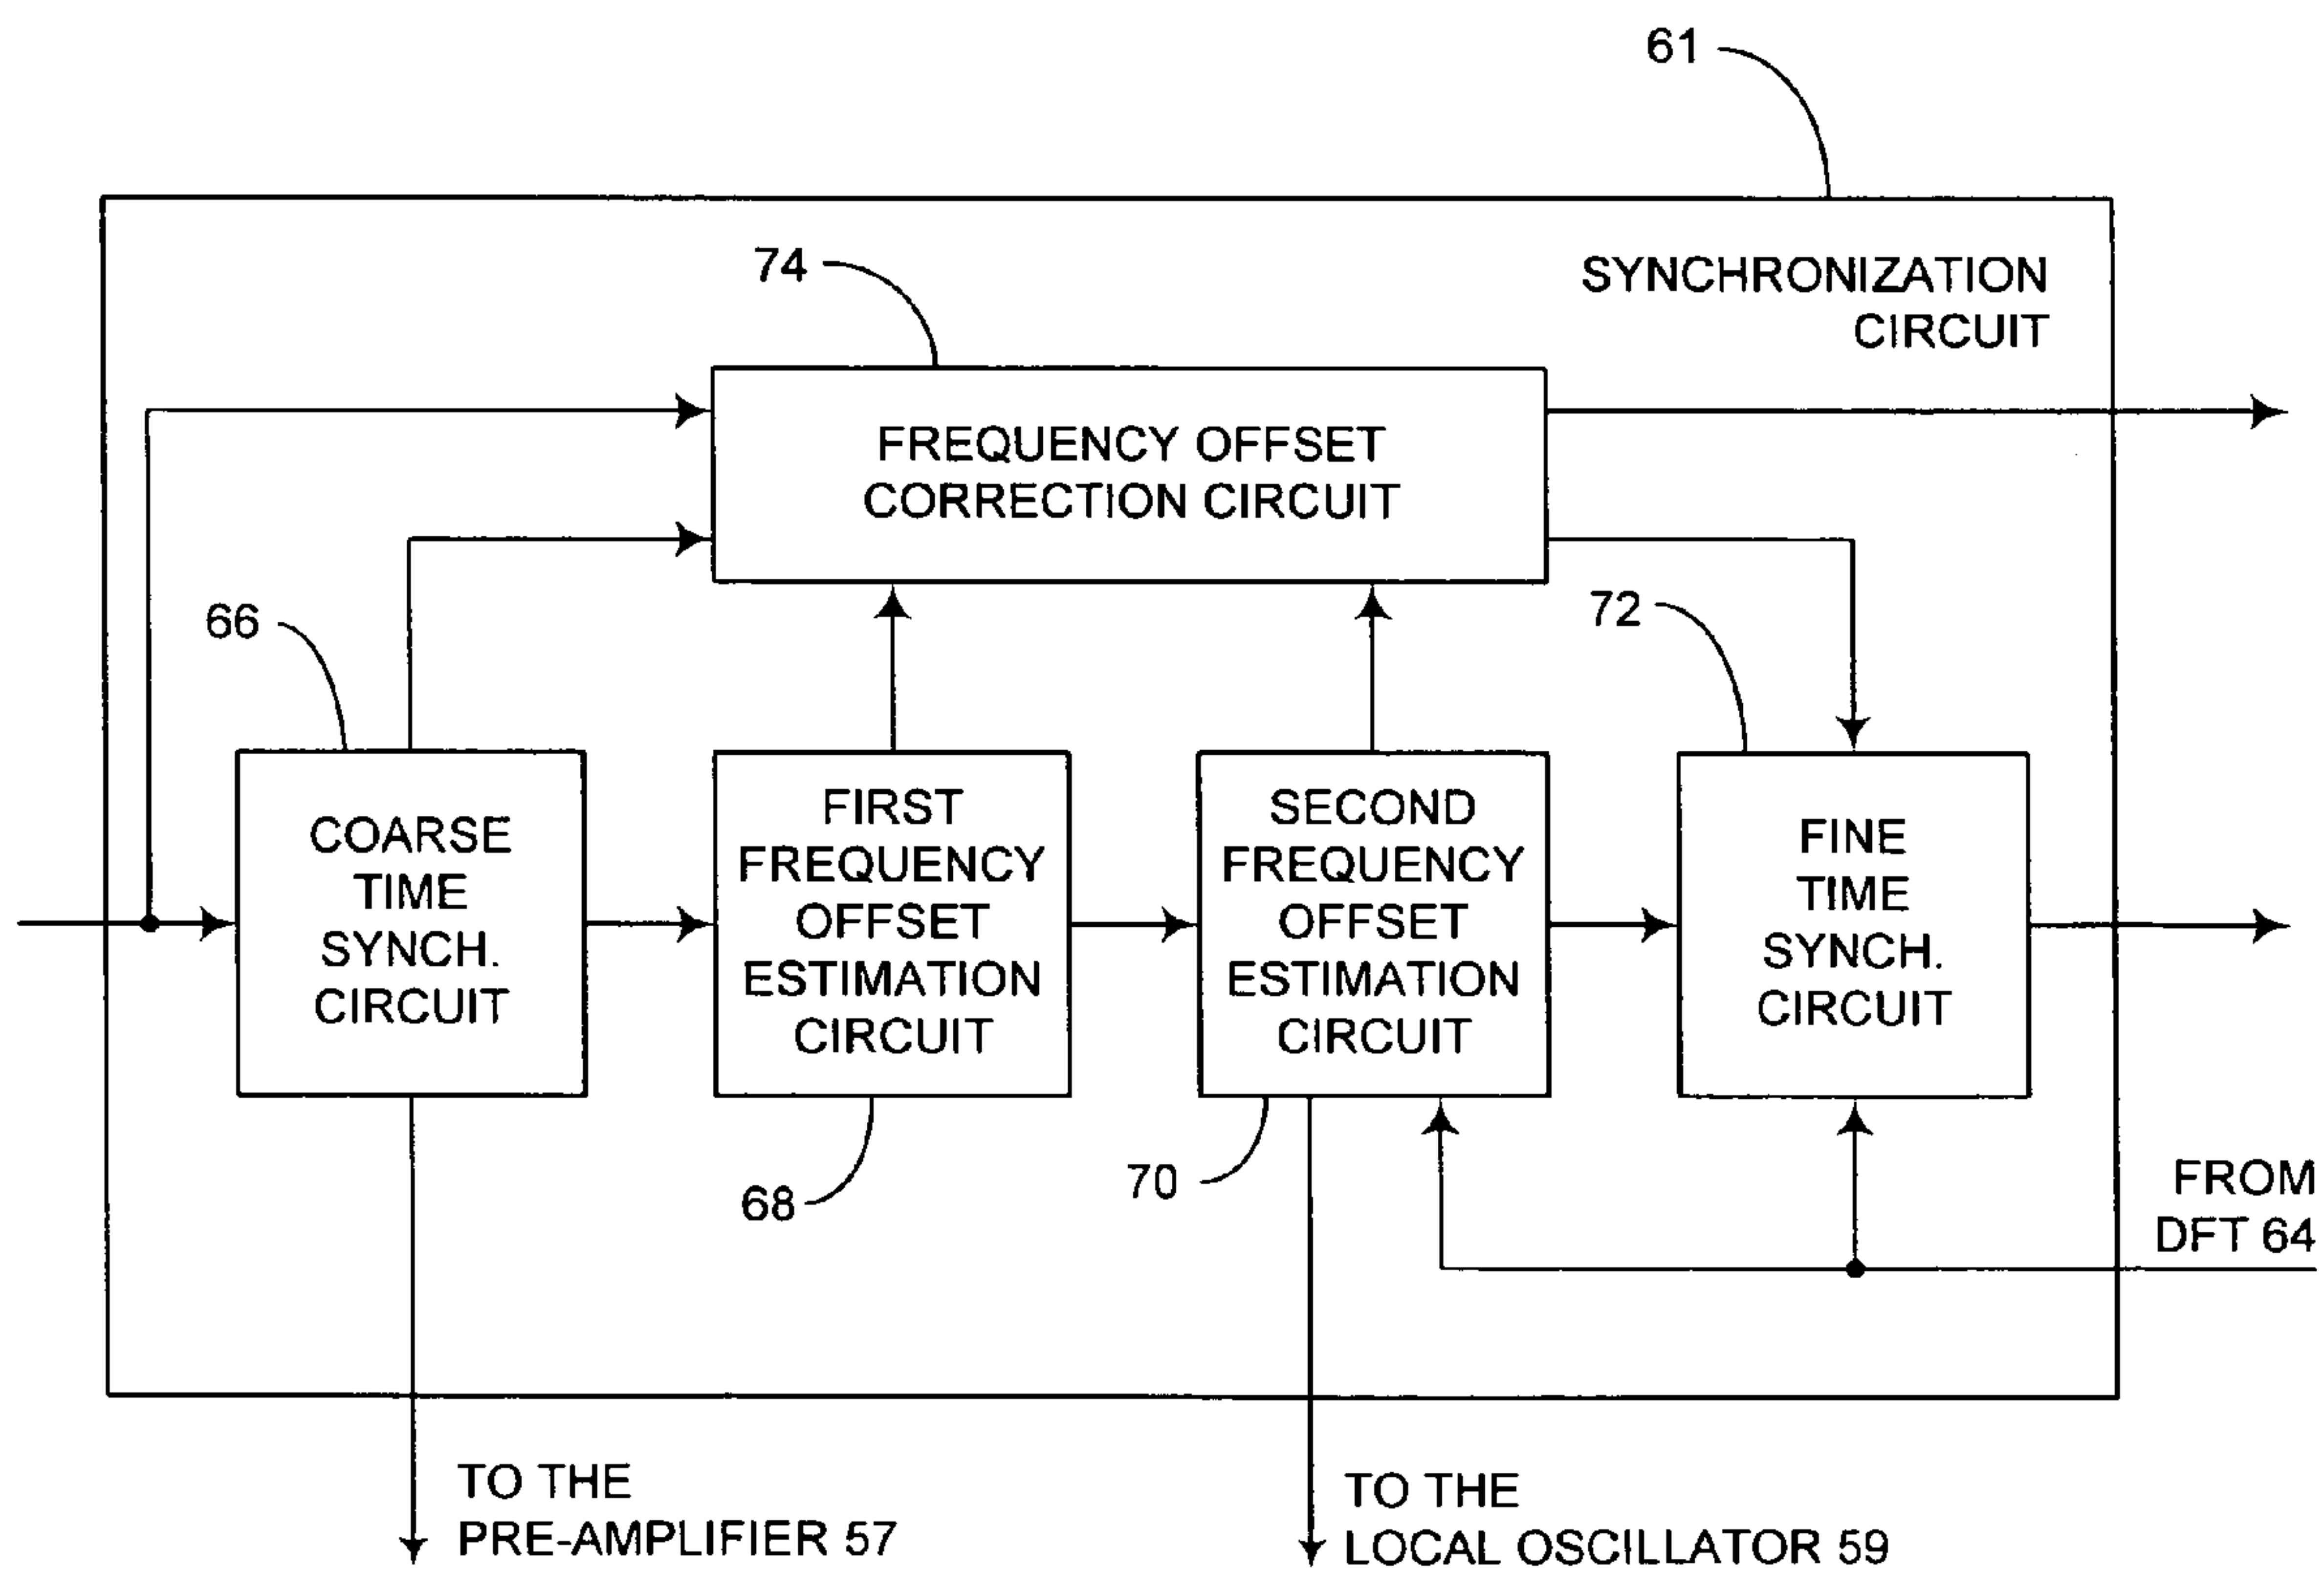 61
SYNCHRONIZATION
CIRCUIT
74
FREQUENCY OFFSET
CORRECTION CIRCUIT
66
72
COARSE
TIME
SYNCH.
CIRCUIT
FIRST
FREQUENCY
OFFSET
ESTIMATION
CIRCUIT
SECOND
FREQUENCY
OFFSET
ESTIMATION
CIRCUIT
FINE
TIME
SYNCH.
CIRCUIT
68
70
FROM
DFT 64
TO THE
PRE-AMPLIFIER 57
TO THE
LOCAL OSCILLATOR 59